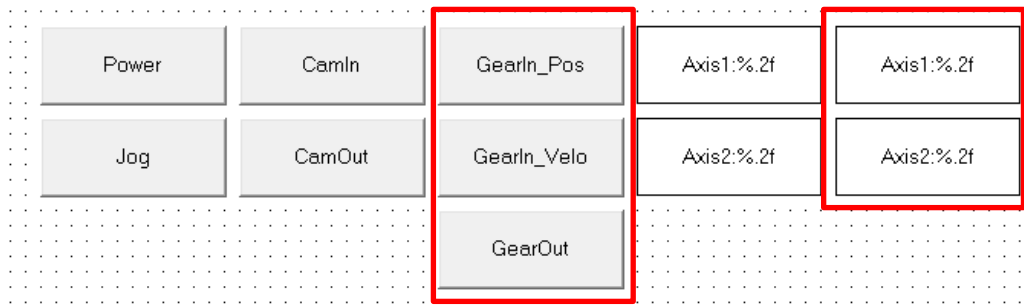 Power
CamIn
GearIn_Pos
Axis1:%.2f
Axis1:%.2f
Jog
CamOut
GearIn_Velo
Axis2:%.2f
Axis2:%.2f
GearOut